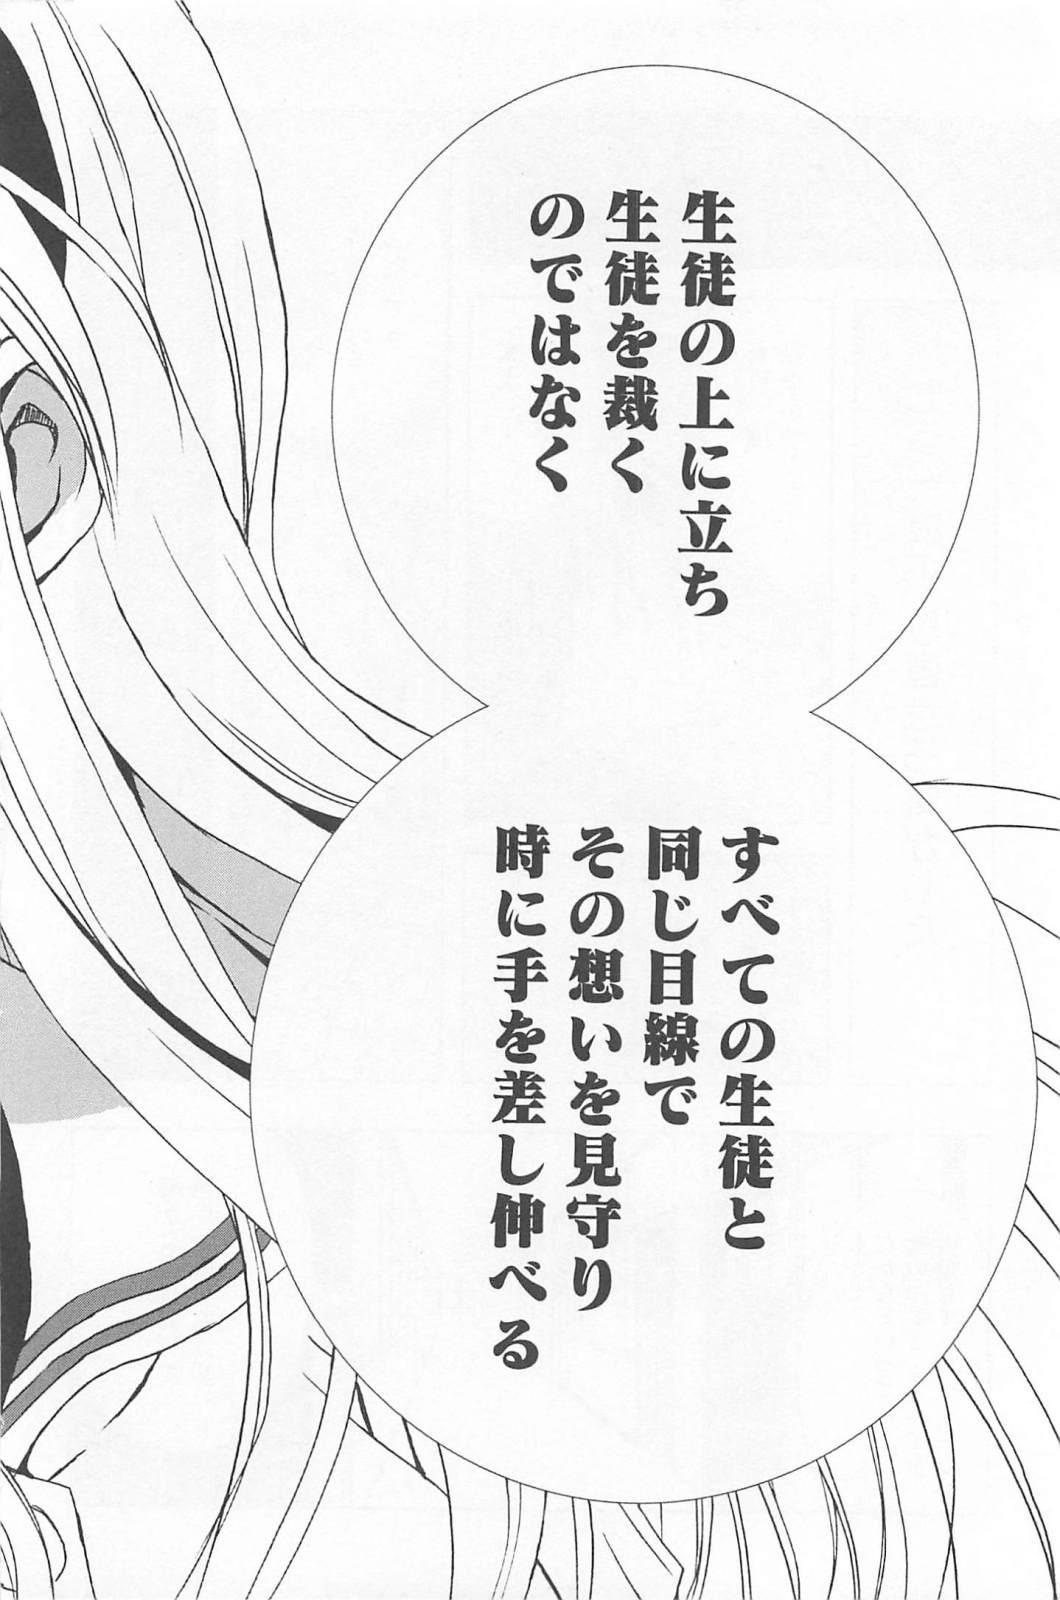 生徒の上に立ち
生徒を裁く
のではなく
すべての生徒と
同じ目線で
その想いを見守り
時に手を差し伸べる